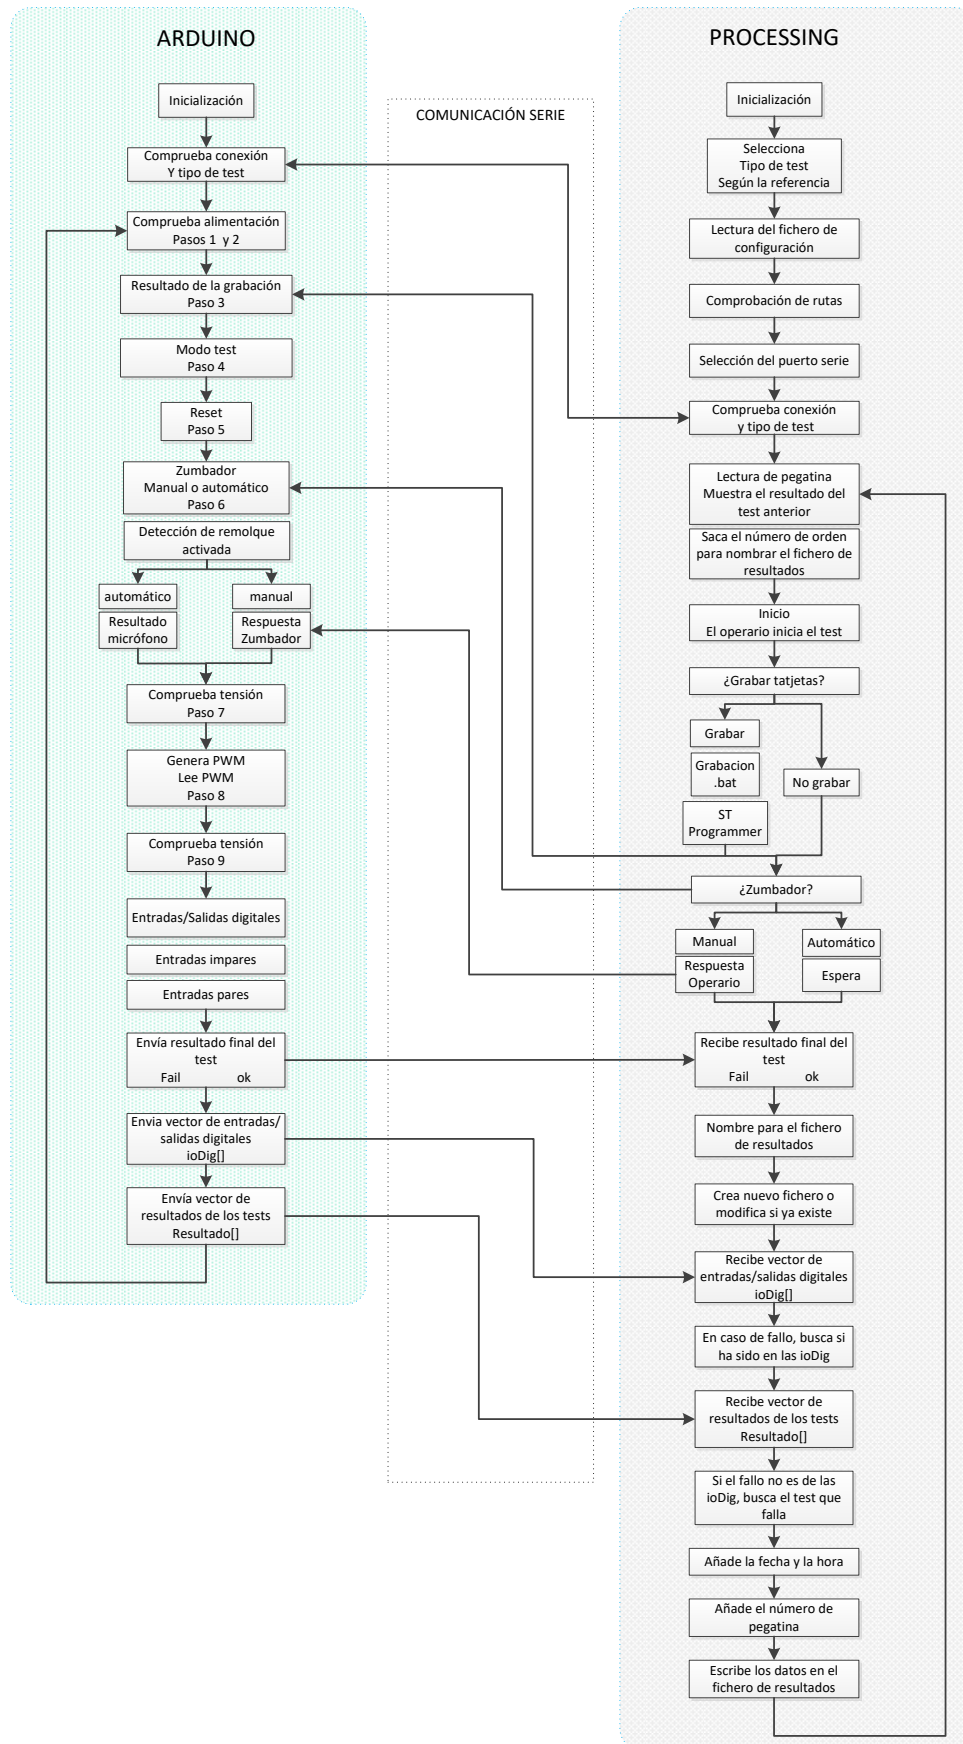 ARDUINO
Inicialización
Comprueba conexión
Y tipo de test
Comprueba alimentación
Pasos 1 y 2
Resultado de la grabación
Paso 3
Modo test
Paso 4
Reset
Paso 5
Zumbador
Manual o automático
Paso 6
Detección de remolque
activada
automático
manual
Resultado
micrófono
Respuesta
Zumbador
Comprueba tensión
Paso 7
Genera PWM
Lee PWM
Paso 8
Comprueba tensión
Paso 9
Entradas/Salidas digitales
Entradas impares
Entradas pares
Envía resultado final del
test
Fail ok
Envia vector de entradas/
salidas digitales
ioDig[]
Envía vector de
resultados de los tests
Resultado[]
COMUNICACIÓN SERIE
PROCESSING
Inicialización
Selecciona
Tipo de test
Según la referencia
Lectura del fichero de
configuración
Comprobación de rutas
Selección del puerto serie
Comprueba conexión
y tipo de test
Lectura de pegatina
Muestra el resultado del
test anterior
Saca el número de orden
para nombrar el fichero de
resultados
Inicio
El operario inicia el test
¿Grabar tatjetas?
Grabar
Grabacion
.bat
No grabar
ST
Programmer
¿Zumbador?
Manual
Automático
Respuesta
Operario
Espera
Recibe resultado final del
test
Fail ok
Nombre para el fichero
de resultados
Crea nuevo fichero o
modifica si ya existe
Recibe vector de
entradas/salidas digitales
ioDig[]
En caso de fallo, busca si
ha sido en las ioDig
Recibe vector de
resultados de los tests
Resultado[]
Si el fallo no es de las
ioDig, busca el test que
falla
Añade la fecha y la hora
Añade el número de
pegatina
Escribe los datos en el
fichero de resultados